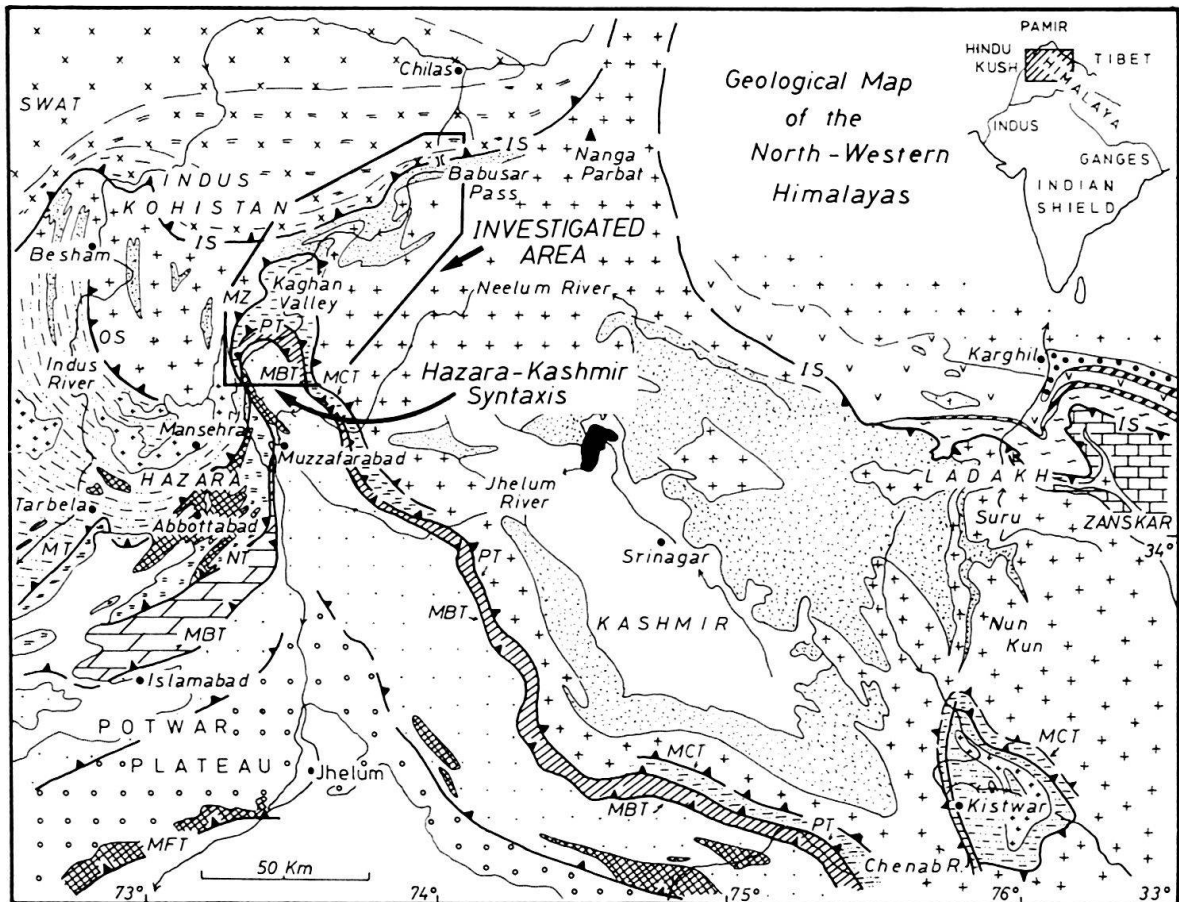 Geological Map
of the
North-Western
Himalayas
PAMIR
HINDU
KUSH
TIBET
HIMALAYA
INDUS
GANGES
INDIAN
SHIELD
Chilas
SWAT
IS
Nanga
Parbat
Babusar
Pass
INDUS
KOHISTAN
IS
INVESTIGATED
AREA
Besham
Kaghan
Valley
MZ
PT
Neelum River
OS
Indus
River
MBT
MCT
Hazara-Kashmir
Syntaxis
IS
Karghil
IS
Mansehra
Muzzafarabad
HAZARA
Jhelum
River
LADAKH
Tarbela
Abbottabad
Suru
ZANSKAR
34°
MT
NT
PT
Srinagar
MBT
KASHMIR
MBT
Nun
Kun
Islamabad
POTWAR
PLATEAU
Jhelum
MCT
MCT
MBT
Kistwar
PT
MFT
Chenab R.
50 Km
73°
74°
75°
76°
33°